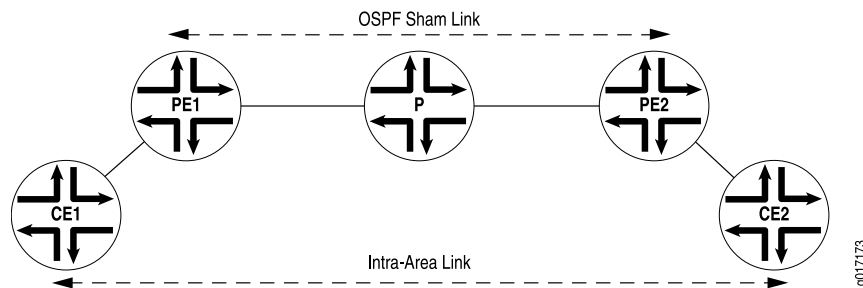 OSPF Sham Link
PE1
P
PE2
CE1
CE2
Intra-Area Link
g017173